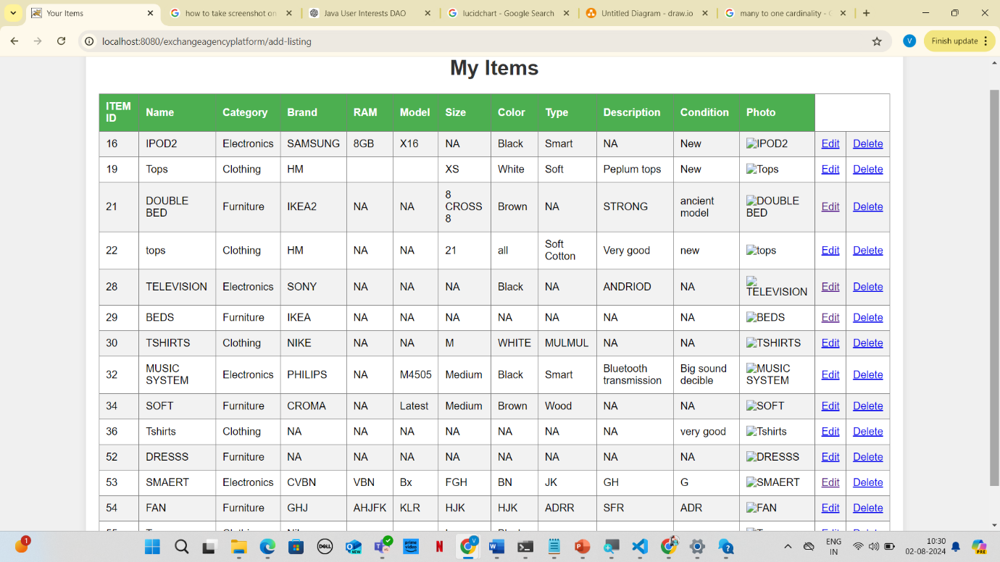 Your Items
how to take screenshot on
Java User Interests DAO
lucidchart - Google Search
Untitled Diagram - draw.io
many to one cardinality -
localhost:8080/exchangeagencyplatform/add-listing
V
Finish update
My Items
ITEM ID Name Category Brand RAM Model Size Color Type Description Condition Photo
16 IPOD2 Electronics SAMSUNG 8GB X16 NA Black Smart NA New IPOD2 Edit Delete
19 Tops Clothing HM XS White Soft Peplum tops New Tops Edit Delete
21 DOUBLE BED Furniture IKEA2 NA NA 8 CROSS 8 Brown NA STRONG ancient model DOUBLE BED Edit Delete
22 tops Clothing HM NA NA 21 all Soft Cotton Very good new tops Edit Delete
28 TELEVISION Electronics SONY NA NA NA Black NA ANDRIOD NA TELEVISION Edit Delete
29 BEDS Furniture IKEA NA NA NA NA NA NA NA BEDS Edit Delete
30 TSHIRTS Clothing NIKE NA NA M WHITE MULMUL NA NA TSHIRTS Edit Delete
32 MUSIC SYSTEM Electronics PHILIPS NA M4505 Medium Black Smart Bluetooth transmission Big sound decible MUSIC SYSTEM Edit Delete
34 SOFT Furniture CROMA NA Latest Medium Brown Wood NA NA SOFT Edit Delete
36 Tshirts Clothing NA NA NA NA NA NA NA very good Tshirts Edit Delete
52 DRESSS Furniture NA NA NA NA NA NA NA NA DRESSS Edit Delete
53 SMAERT Electronics CVBN VBN Bx FGH BN JK GH G SMAERT Edit Delete
54 FAN Furniture GHJ AHJFK KLR HJK HJK ADRR SFR ADR FAN Edit Delete
1
DELL
NEW
prime video
N
V
W
P
ENG
IN
10:30
02-08-2024
PRE